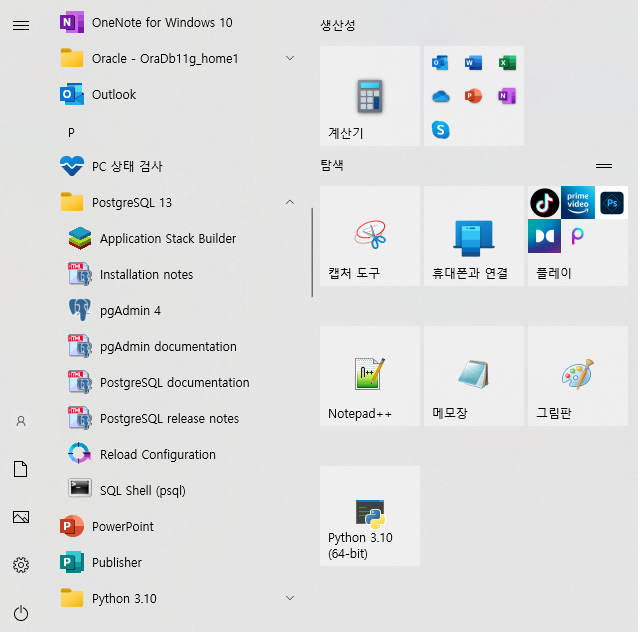 OneNote for Windows 10
Oracle - OraDb11g_home1
Outlook
P
PC 상태 검사
PostgreSQL 13
Application Stack Builder
Installation notes
pgAdmin 4
pgAdmin documentation
PostgreSQL documentation
PostgreSQL release notes
Reload Configuration
SQL Shell (psql)
PowerPoint
Publisher
Python 3.10
생산성
계산기
탐색
캡처 도구
휴대폰과 연결
prime video
Ps
플레이
Notepad++
메모장
그림판
Python 3.10
(64-bit)